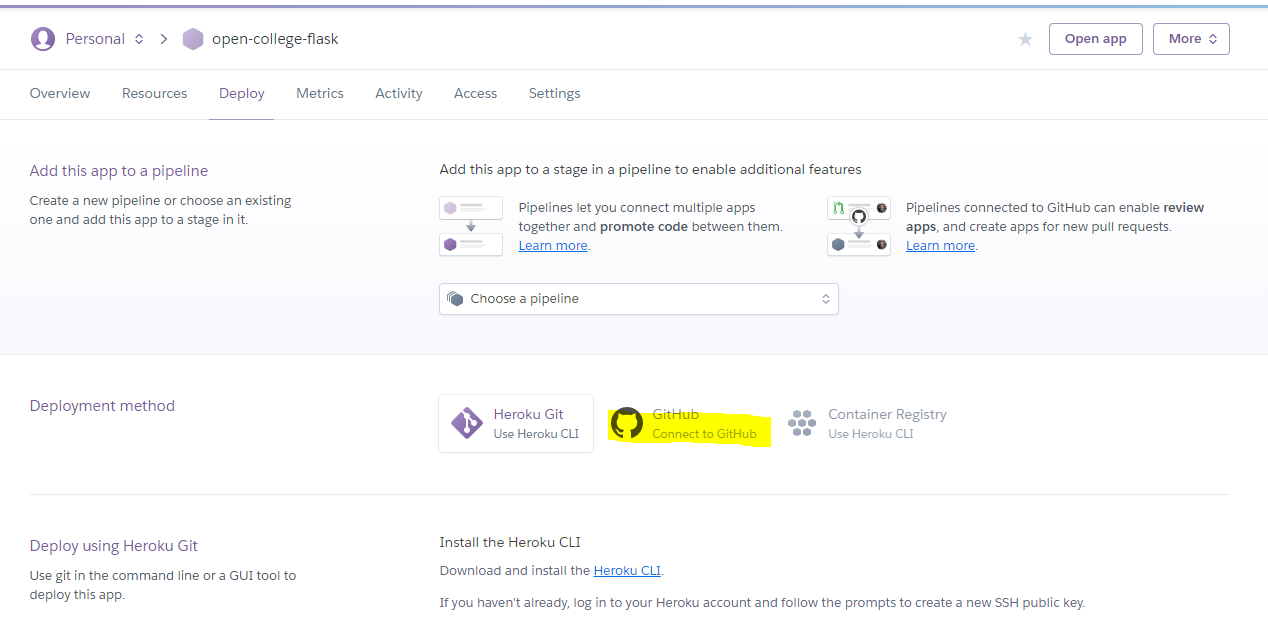 Personal > open-college-flask
Open app More
Overview Resources Deploy Metrics Activity Access Settings
Add this app to a pipeline
Create a new pipeline or choose an existing
one and add this app to a stage in it.
Add this app to a stage in a pipeline to enable additional features
Pipelines let you connect multiple apps
together and promote code between them.
Learn more.
Pipelines connected to GitHub can enable review
apps, and create apps for new pull requests.
Learn more.
Choose a pipeline
Deployment method
Heroku Git
Use Heroku CLI
GitHub
Connect to GitHub
Container Registry
Use Heroku CLI
Deploy using Heroku Git
Use git in the command line or a GUI tool to
deploy this app.
Install the Heroku CLI
Download and install the Heroku CLI.
If you haven't already, log in to your Heroku account and follow the prompts to create a new SSH public key.